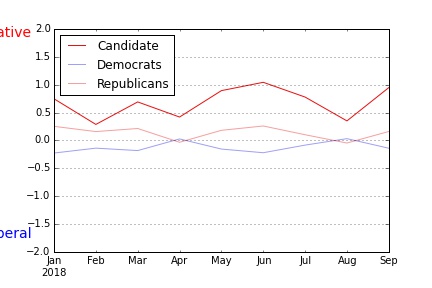 2.0
ative
1.5
1.0
0.5
0.0
−0.5
−1.0
−1.5
beral
−2.0
Candidate
Democrats
Republicans
Jan Feb Mar Apr May Jun Jul Aug Sep
2018